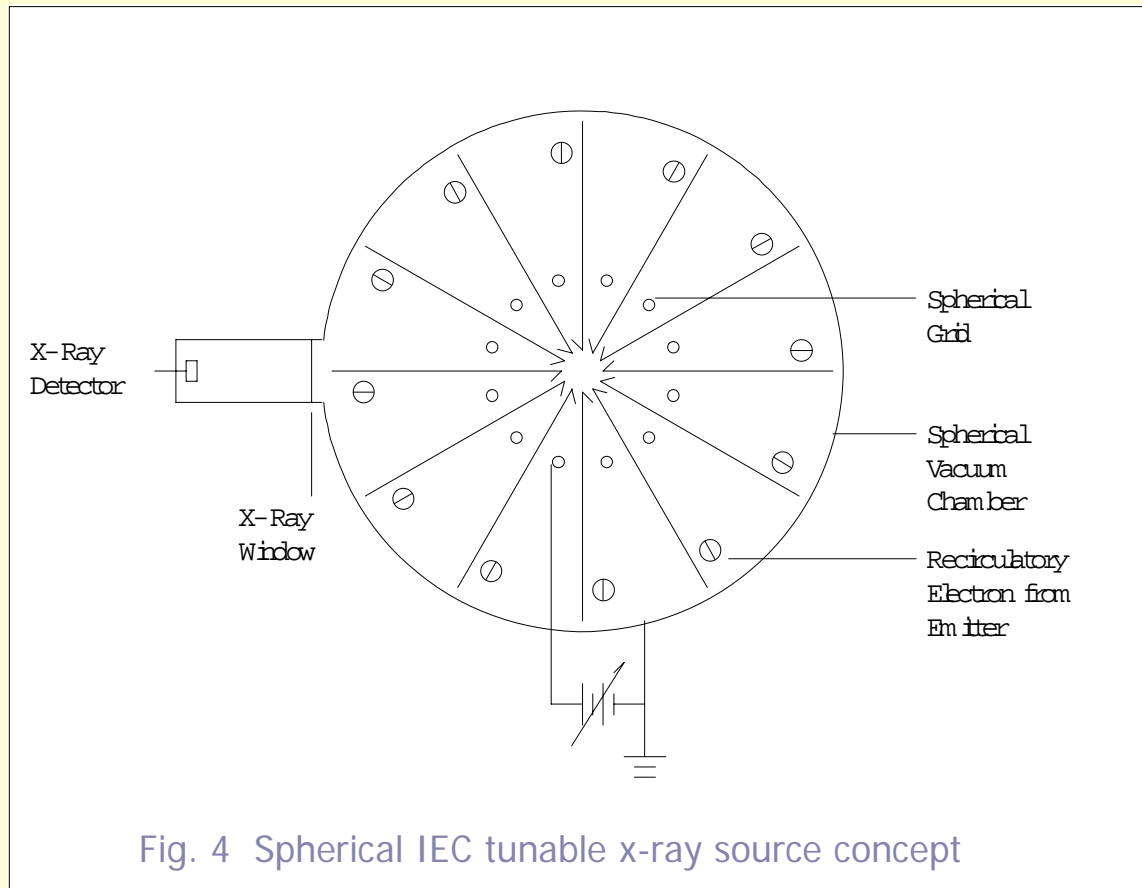 Spherical
Grid
X-Ray
Detector
Spherical
Vacuum
Chamber
X-Ray
Window
Recirculatory
Electron from
Emitter
Fig. 4 Spherical IEC tunable x-ray source concept